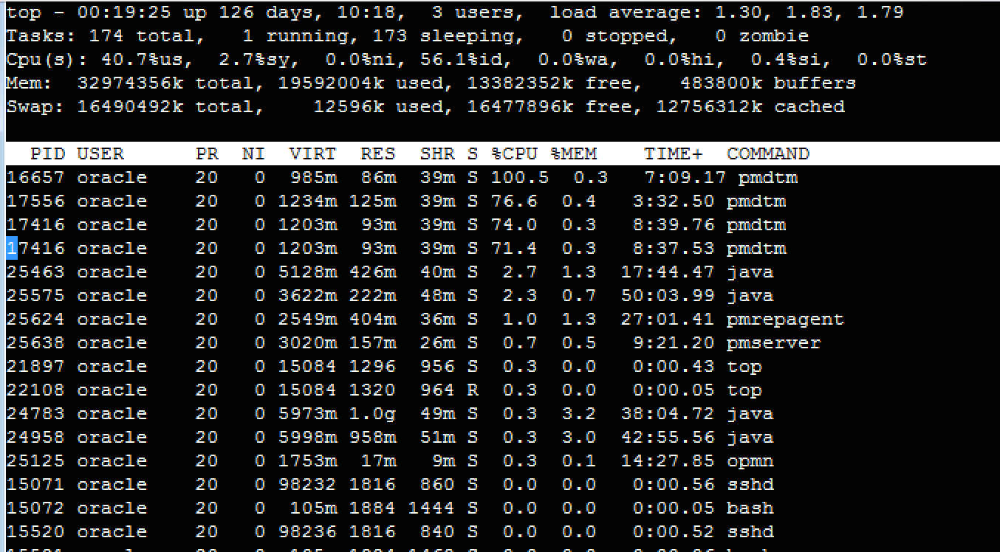 top - 00:19:25 up 126 days, 10:18,  3 users,  load average: 1.30, 1.83, 1.79
Tasks: 174 total,   1 running, 173 sleeping,   0 stopped,   0 zombie
Cpu(s): 40.7%us,  2.7%sy,  0.0%ni, 56.1%id,  0.0%wa,  0.0%hi,  0.4%si,  0.0%st
Mem:  32974356k total, 19592004k used, 13382352k free,   483800k buffers
Swap: 16490492k total,    12596k used, 16477896k free, 12756312k cached
  PID USER      PR  NI  VIRT  RES  SHR S %CPU %MEM    TIME+  COMMAND
16657 oracle    20   0  985m  86m  39m S 100.5  0.3   7:09.17 pmdtm
17556 oracle    20   0 1234m 125m  39m S 76.6  0.4   3:32.50 pmdtm
17416 oracle    20   0 1203m  93m  39m S 74.0  0.3   8:39.76 pmdtm
17416 oracle    20   0 1203m  93m  39m S 71.4  0.3   8:37.53 pmdtm
25463 oracle    20   0 5128m 426m  40m S  2.7  1.3  17:44.47 java
25575 oracle    20   0 3622m 222m  48m S  2.3  0.7  50:03.99 java
25624 oracle    20   0 2549m 404m  36m S  1.0  1.3  27:01.41 pmrepagent
25638 oracle    20   0 3020m 157m  26m S  0.7  0.5   9:21.20 pmserver
21897 oracle    20   0 15084 1296  956 S  0.3  0.0   0:00.43 top
22108 oracle    20   0 15084 1320  964 R  0.3  0.0   0:00.05 top
24783 oracle    20   0 5973m 1.0g  49m S  0.3  3.2  38:04.72 java
24958 oracle    20   0 5998m 958m  51m S  0.3  3.0  42:55.56 java
25125 oracle    20   0 1753m  17m   9m S  0.3  0.1  14:27.85 opmn
15071 oracle    20   0 98232 1816  860 S  0.0  0.0   0:00.56 sshd
15072 oracle    20   0  105m 1884 1444 S  0.0  0.0   0:00.05 bash
15520 oracle    20   0 98236 1816  840 S  0.0  0.0   0:00.52 sshd